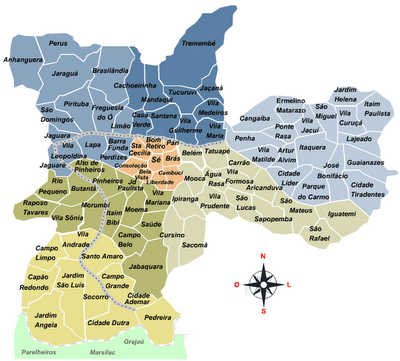 Perus
Tremembé
Anhanguera
Jaraguá
Brasilândia
Cachoeirinha
Mandaqui
Tucuruvi
Jaçanã
Pirituba
Freguesia
do Ó
São
Domingos
Limão
Casa
Verde
Santana
Vila
Guilherme
Vila
Medeiros
Vila
Maria
Jaguara
Jaguaré
Vila
Leopoldina
Lapa
Barra
Funda
Perdizes
Bom
Retiro
Pari
Sta
Cecília
Sé
Brás
Consolação
Bela
Vista
Cambuci
Liberdade
Belém
Tatuapé
Cangaíba
Penha
Ermelino
Matarazo
Ponte
Rasa
São
Miguel
Vila
Jacuí
Jardim
Helena
Vila
Curuçá
Itaim
Paulista
Lajeado
Vila
Matilde
Artur
Alvim
Itaquera
José
Bonifácio
Guaianazes
Cidade
Líder
Parque
do Carmo
Cidade
Tiradentes
Carrão
Vila
Formosa
Aricanduva
Mooca
Água
Rasa
Vila
Prudente
São
Lucas
Sapopemba
São
Mateus
São
Rafael
Iguatemi
Ipiranga
Cursino
Sacomã
Alto de
Pinheiros
Pinheiros
Jd
Paulista
Rio
Pequeno
Butantã
Raposo
Tavares
Vila Sônia
Morumbi
Itaim
Bibi
Moema
Vila
Mariana
Saúde
Campo
Belo
Jabaquara
Vila
Andrade
Campo
Limpo
Santo Amaro
Capão
Redondo
Jardim
São Luís
Socorro
Campo
Grande
Cidade
Ademar
Jardim
Angela
Cidade Dutra
Pedreira
Parelheiros
Marsilac
Grajaú
N
O
L
S